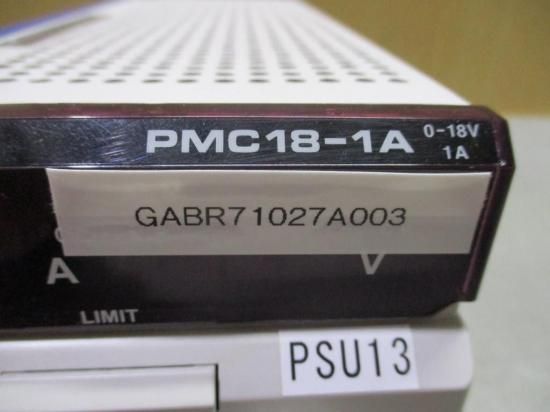 PMC18-1A 0-18V
1A
GABR71027A003
A V
LIMIT
PSU13